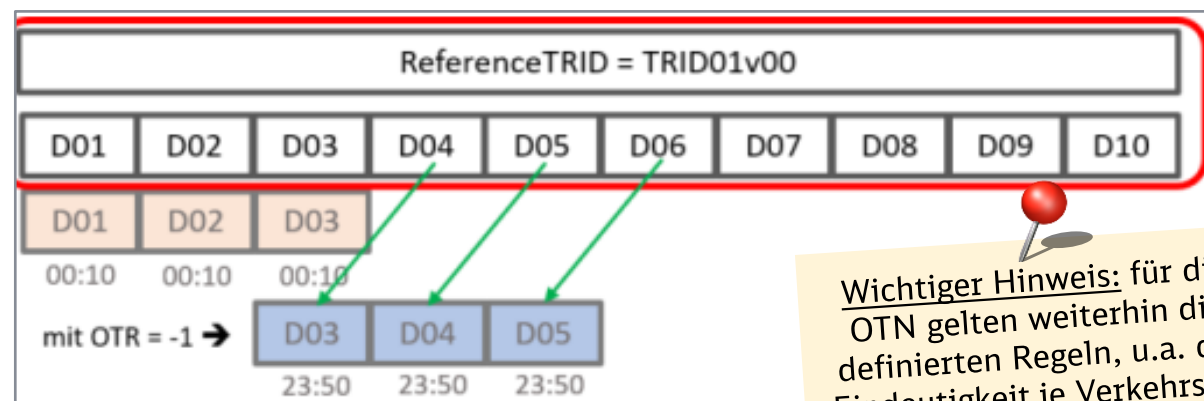 ReferenceTRID = TRID01v00
D01 D02 D03 D04 D05 D06 D07 D08 D09 D10
D01 D02 D03
00:10 00:10 00:10
mit OTR = -1 ➔ D03 D04 D05
23:50 23:50 23:50
Wichtiger Hinweis: für
OTN gelten weiterhin
definierten Regeln, u.a.
Eindeutigkeit je